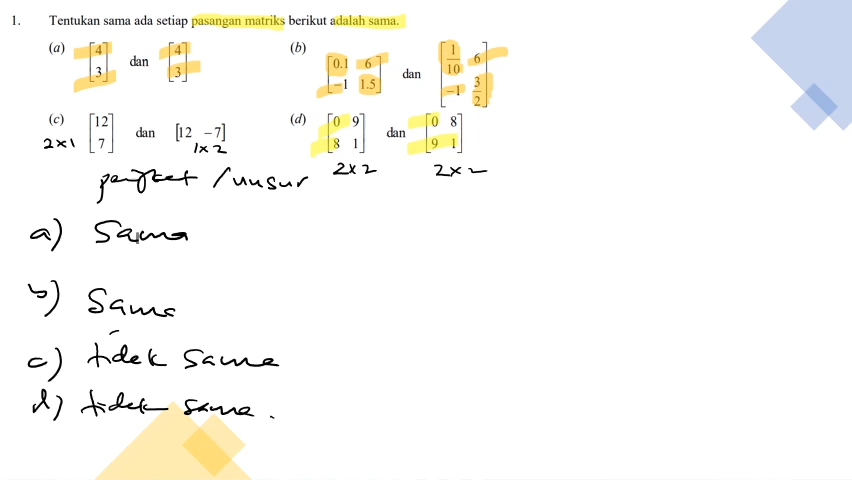 1. Tentukan sama ada setiap pasangan matriks berikut adalah sama.
(a) [4 3] dan [4 3] (b) [0.1 6 −1 1.5] dan [1/10 6 −1 3/2]
(c) [12 7] dan [12 −7] (d) [0 9 8 1] dan [0 8 9 1]
2×1 1×2 2×2 2×2
pangket / unsur
a) Sama
b) Sama
c) tidak sama
d) tidak sama.